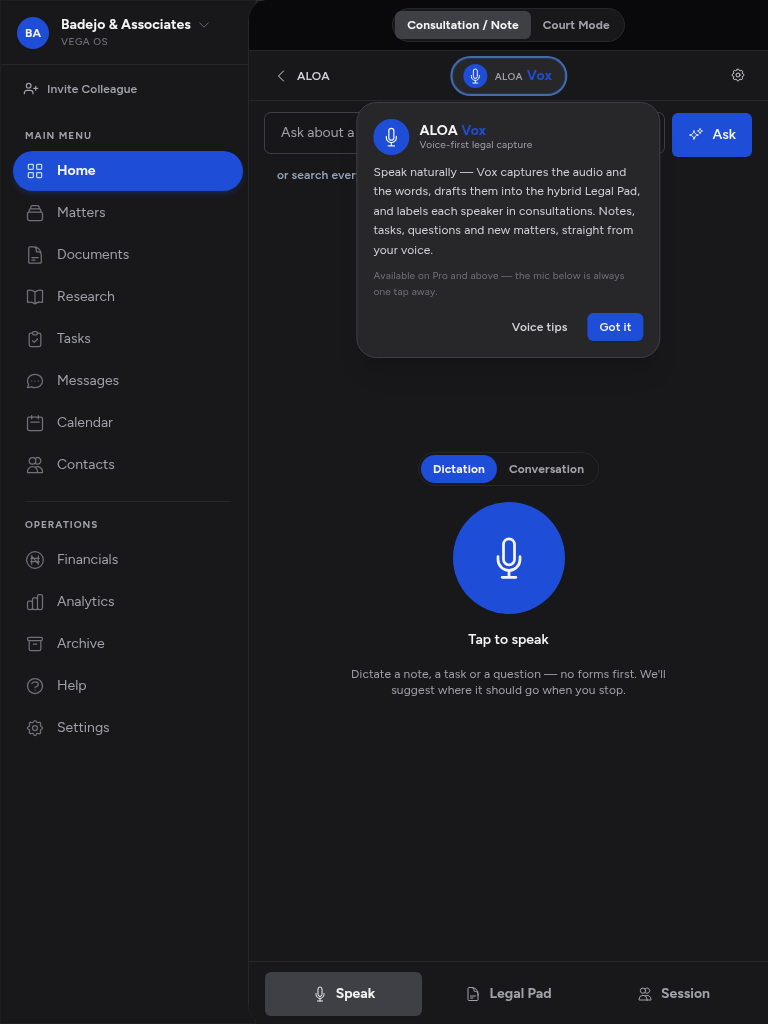 BA
Badejo & Associates
VEGA OS
Invite Colleague
MAIN MENU
Home
Matters
Documents
Research
Tasks
Messages
Calendar
Contacts
OPERATIONS
Financials
Analytics
Archive
Help
Settings
Consultation / Note
Court Mode
ALOA
ALOA Vox
Ask about a
Ask
or search ever
ALOA Vox
Voice-first legal capture
Speak naturally — Vox captures the audio and
the words, drafts them into the hybrid Legal Pad,
and labels each speaker in consultations. Notes,
tasks, questions and new matters, straight from
your voice.
Available on Pro and above — the mic below is always
one tap away.
Voice tips
Got it
Dictation
Conversation
Tap to speak
Dictate a note, a task or a question — no forms first. We'll
suggest where it should go when you stop.
Speak
Legal Pad
Session